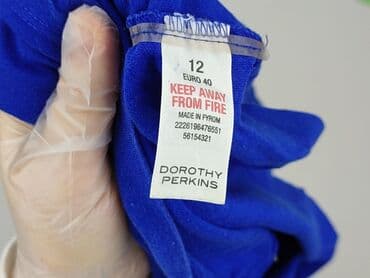 12
EURO 40
KEEP AWAY
FROM FIRE
MADE IN FYROM
2226196476551
56154321
DOROTHY
PERKINS